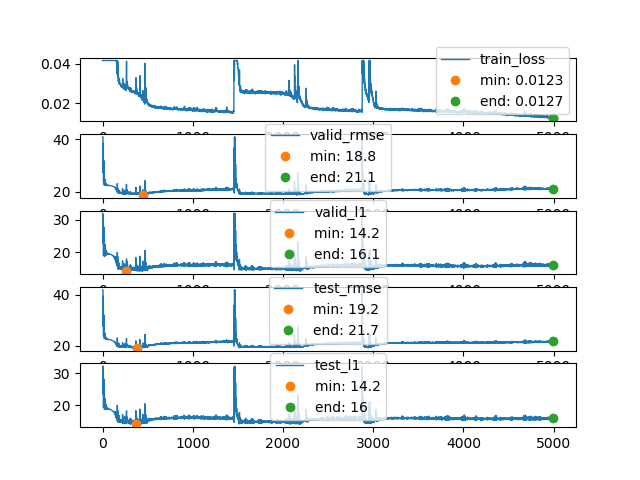 train_loss
min: 0.0123
end: 0.0127
0.04
0.02
0 1000 2000 3000 4000 5000
valid_rmse
min: 18.8
end: 21.1
40
20
valid_l1
min: 14.2
end: 16.1
30
20
test_rmse
min: 19.2
end: 21.7
40
20
test_l1
min: 14.2
end: 16
30
20
0 1000 2000 3000 4000 5000